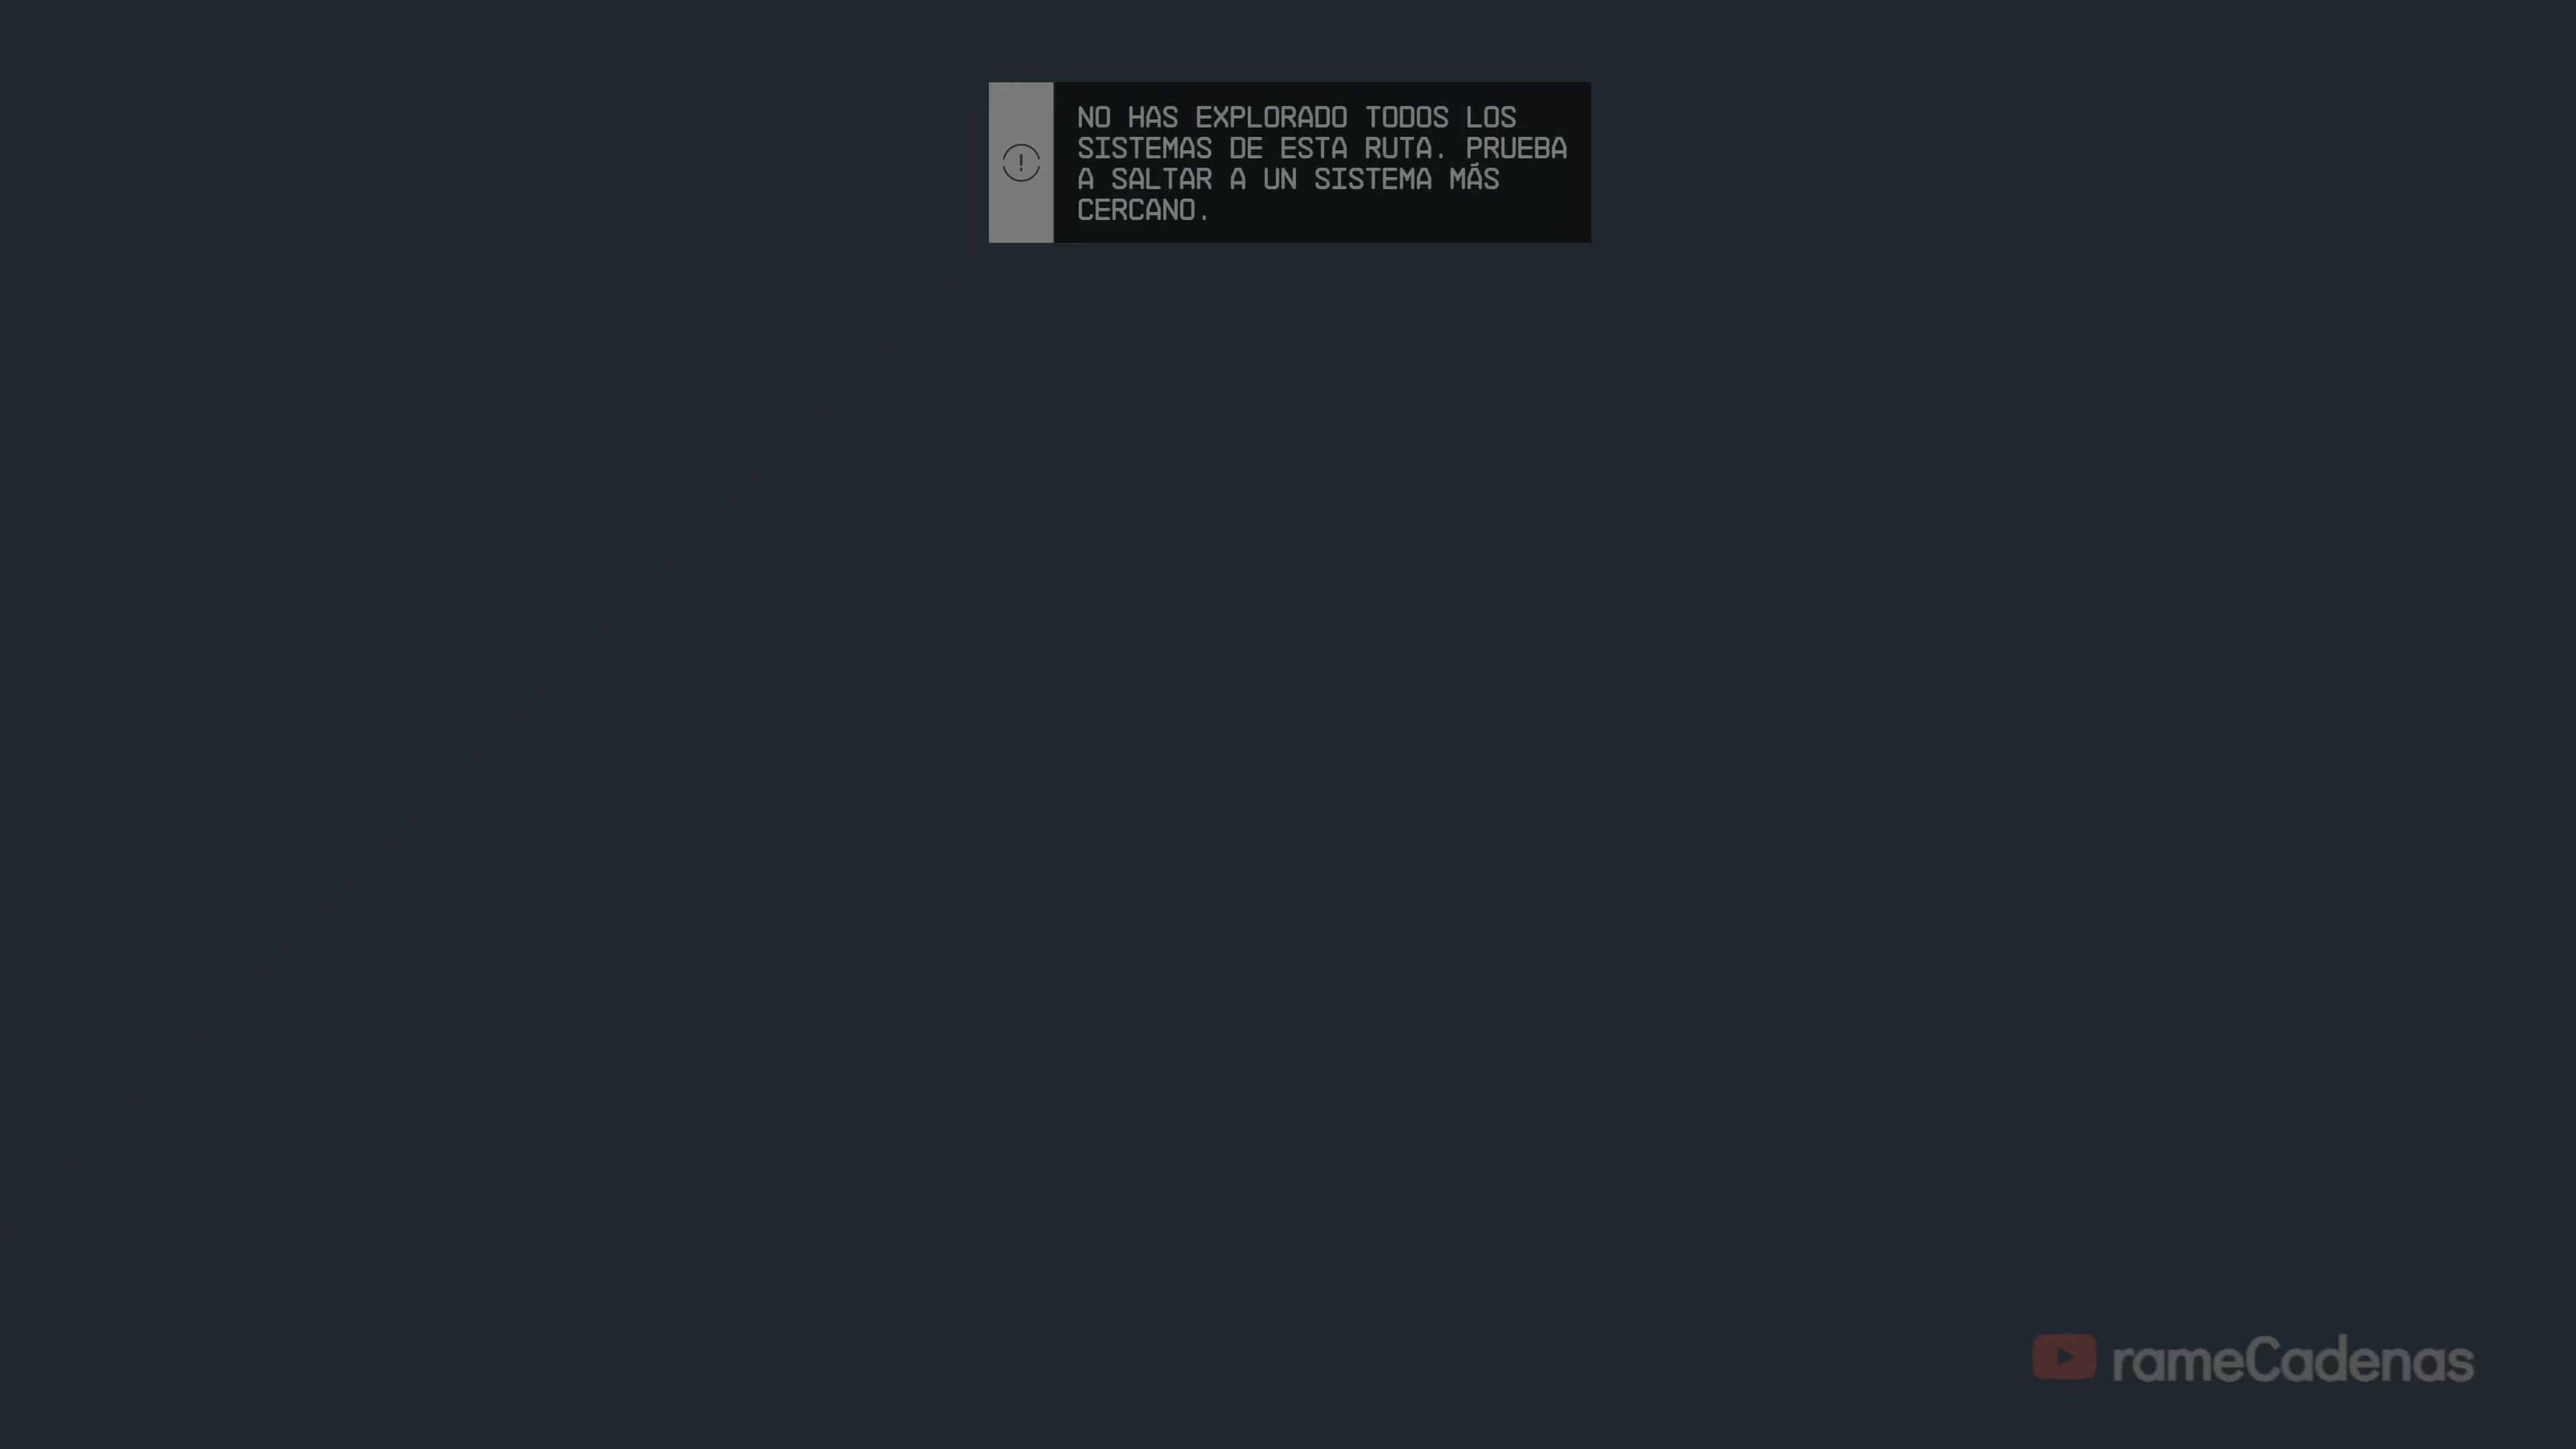 NO HAS EXPLORADO TODOS LOS
SISTEMAS DE ESTA RUTA. PRUEBA
A SALTAR A UN SISTEMA MÁS
CERCANO.
rameCadenas